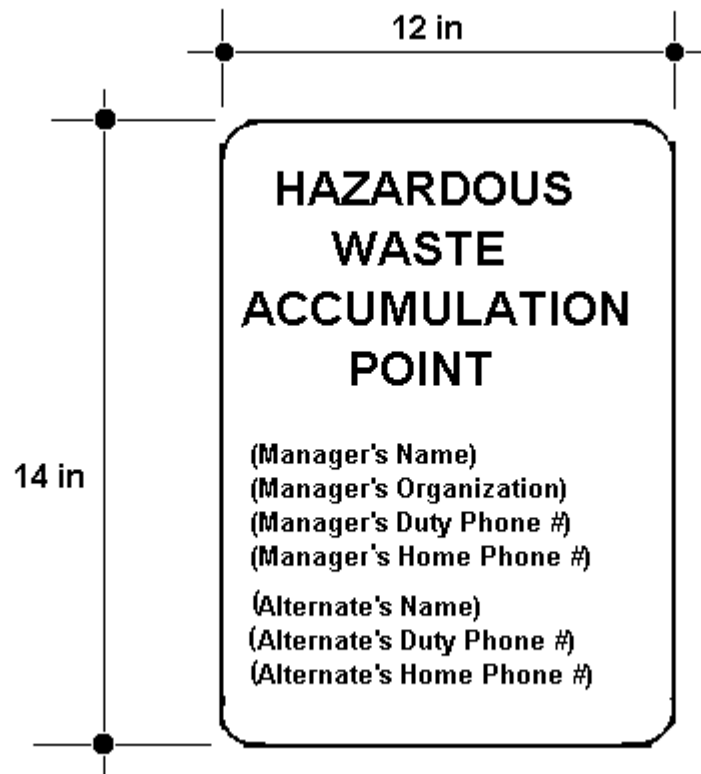 12 in
HAZARDOUS
WASTE
ACCUMULATION
POINT
14 in
(Manager's Name)
(Manager's Organization)
(Manager's Duty Phone #)
(Manager's Home Phone #)
(Alternate's Name)
(Alternate's Duty Phone #)
(Alternate's Home Phone #)